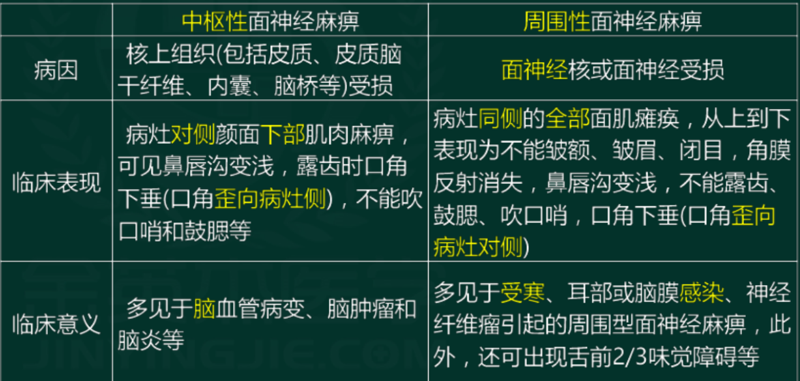 中枢性面神经麻痹
周围性面神经麻痹
病因
核上组织(包括皮质、皮质脑
干纤维、内囊、脑桥等)受损
面神经核或面神经受损
临床表现
病灶对侧颜面下部肌肉麻痹，
可见鼻唇沟变浅，露齿时口角
下垂(口角歪向病灶侧)，不能吹
口哨和鼓腮等
病灶同侧的全部面肌瘫痪，从上到下
表现为不能皱额、皱眉、闭目，角膜
反射消失，鼻唇沟变浅，不能露齿、
鼓腮、吹口哨，口角下垂(口角歪向
病灶对侧)
临床意义
多见于脑血管病变、脑肿瘤和
脑炎等
多见于受寒、耳部或脑膜感染、神经
纤维瘤引起的周围型面神经麻痹，此
外，还可出现舌前2/3味觉障碍等